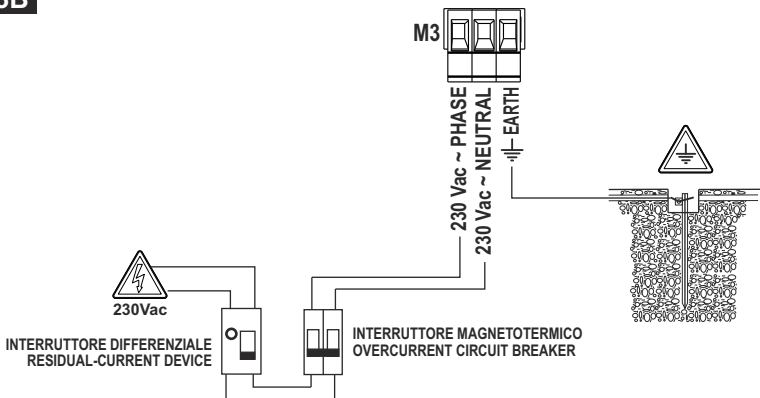 M3
230 Vac ~ PHASE
230 Vac ~ NEUTRAL
EARTH
230Vac
INTERRUTTORE DIFFERENZIALE
RESIDUAL-CURRENT DEVICE
INTERRUTTORE MAGNETOTERMICO
OVERCURRENT CIRCUIT BREAKER